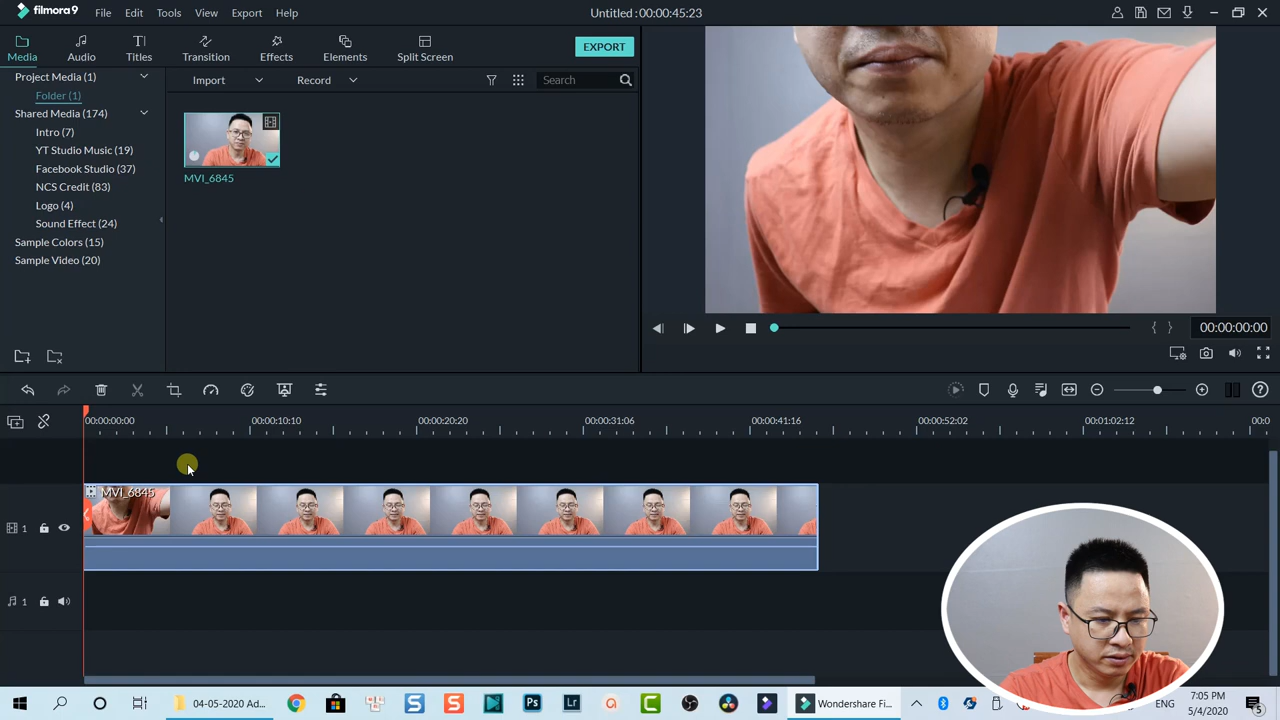 filmora9 File Edit Tools View Export Help Untitled : 00:00:45:23
Media Audio Titles Transition Effects Elements Split Screen EXPORT
Project Media (1)
Folder (1)
Shared Media (174)
Intro (7)
YT Studio Music (19)
Facebook Studio (37)
NCS Credit (83)
Logo (4)
Sound Effect (24)
Sample Colors (15)
Sample Video (20)
Import Record Search
MVI_6845
00:00:00:00
00:00:00:00 00:00:10:10 00:00:20:20 00:00:31:06 00:00:41:16 00:00:52:02 00:01:02:12 00:0
MVI_6845
1
1
04-05-2020 Ad... Ps Lr Wondershare Fi... ENG 7:05 PM
5/4/2020 5